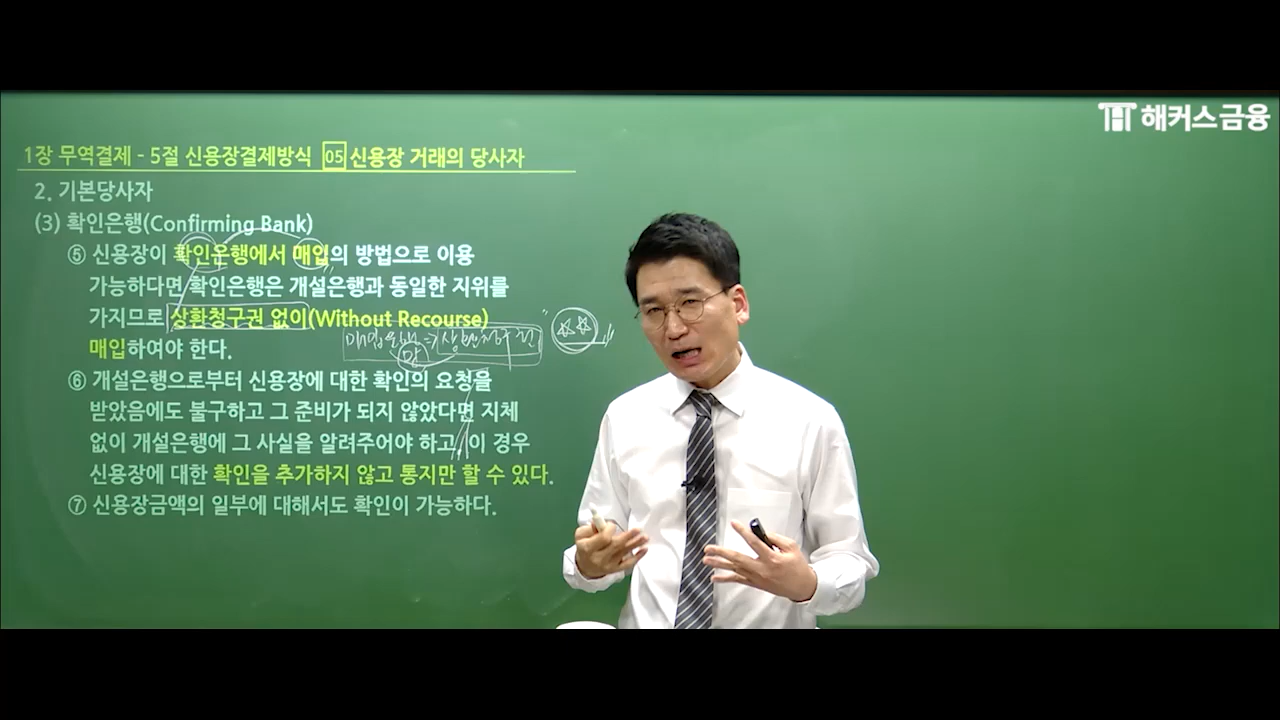 해커스금융
1장 무역결제 - 5절 신용장결제방식 05 신용장 거래의 당사자
2. 기본당사자
(3) 확인은행(Confirming Bank)
⑤ 신용장이 확인은행에서 매입의 방법으로 이용
가능하다면 확인은행은 개설은행과 동일한 지위를
가지므로 상환청구권 없이(Without Recourse)
매입은행 ⇒ 상환청구권
매입하여야 한다.
⑥ 개설은행으로부터 신용장에 대한 확인의 요청을
받았음에도 불구하고 그 준비가 되지 않았다면 지체
없이 개설은행에 그 사실을 알려주어야 하고, 이 경우
신용장에 대한 확인을 추가하지 않고 통지만 할 수 있다.
⑦ 신용장금액의 일부에 대해서도 확인이 가능하다.